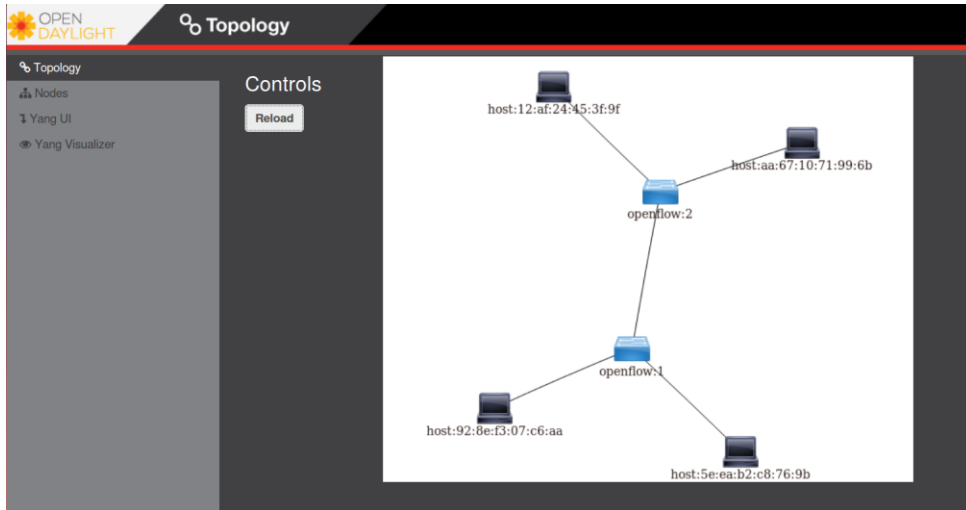 OPEN
DAYLIGHT
Topology
Topology
Nodes
Yang UI
Yang Visualizer
Controls
Reload
host:12:af:24:45:3f:9f
host:aa:67:10:71:99:6b
openflow:2
openflow:1
host:92:8e:f3:07:c6:aa
host:5e:ea:b2:c8:76:9b